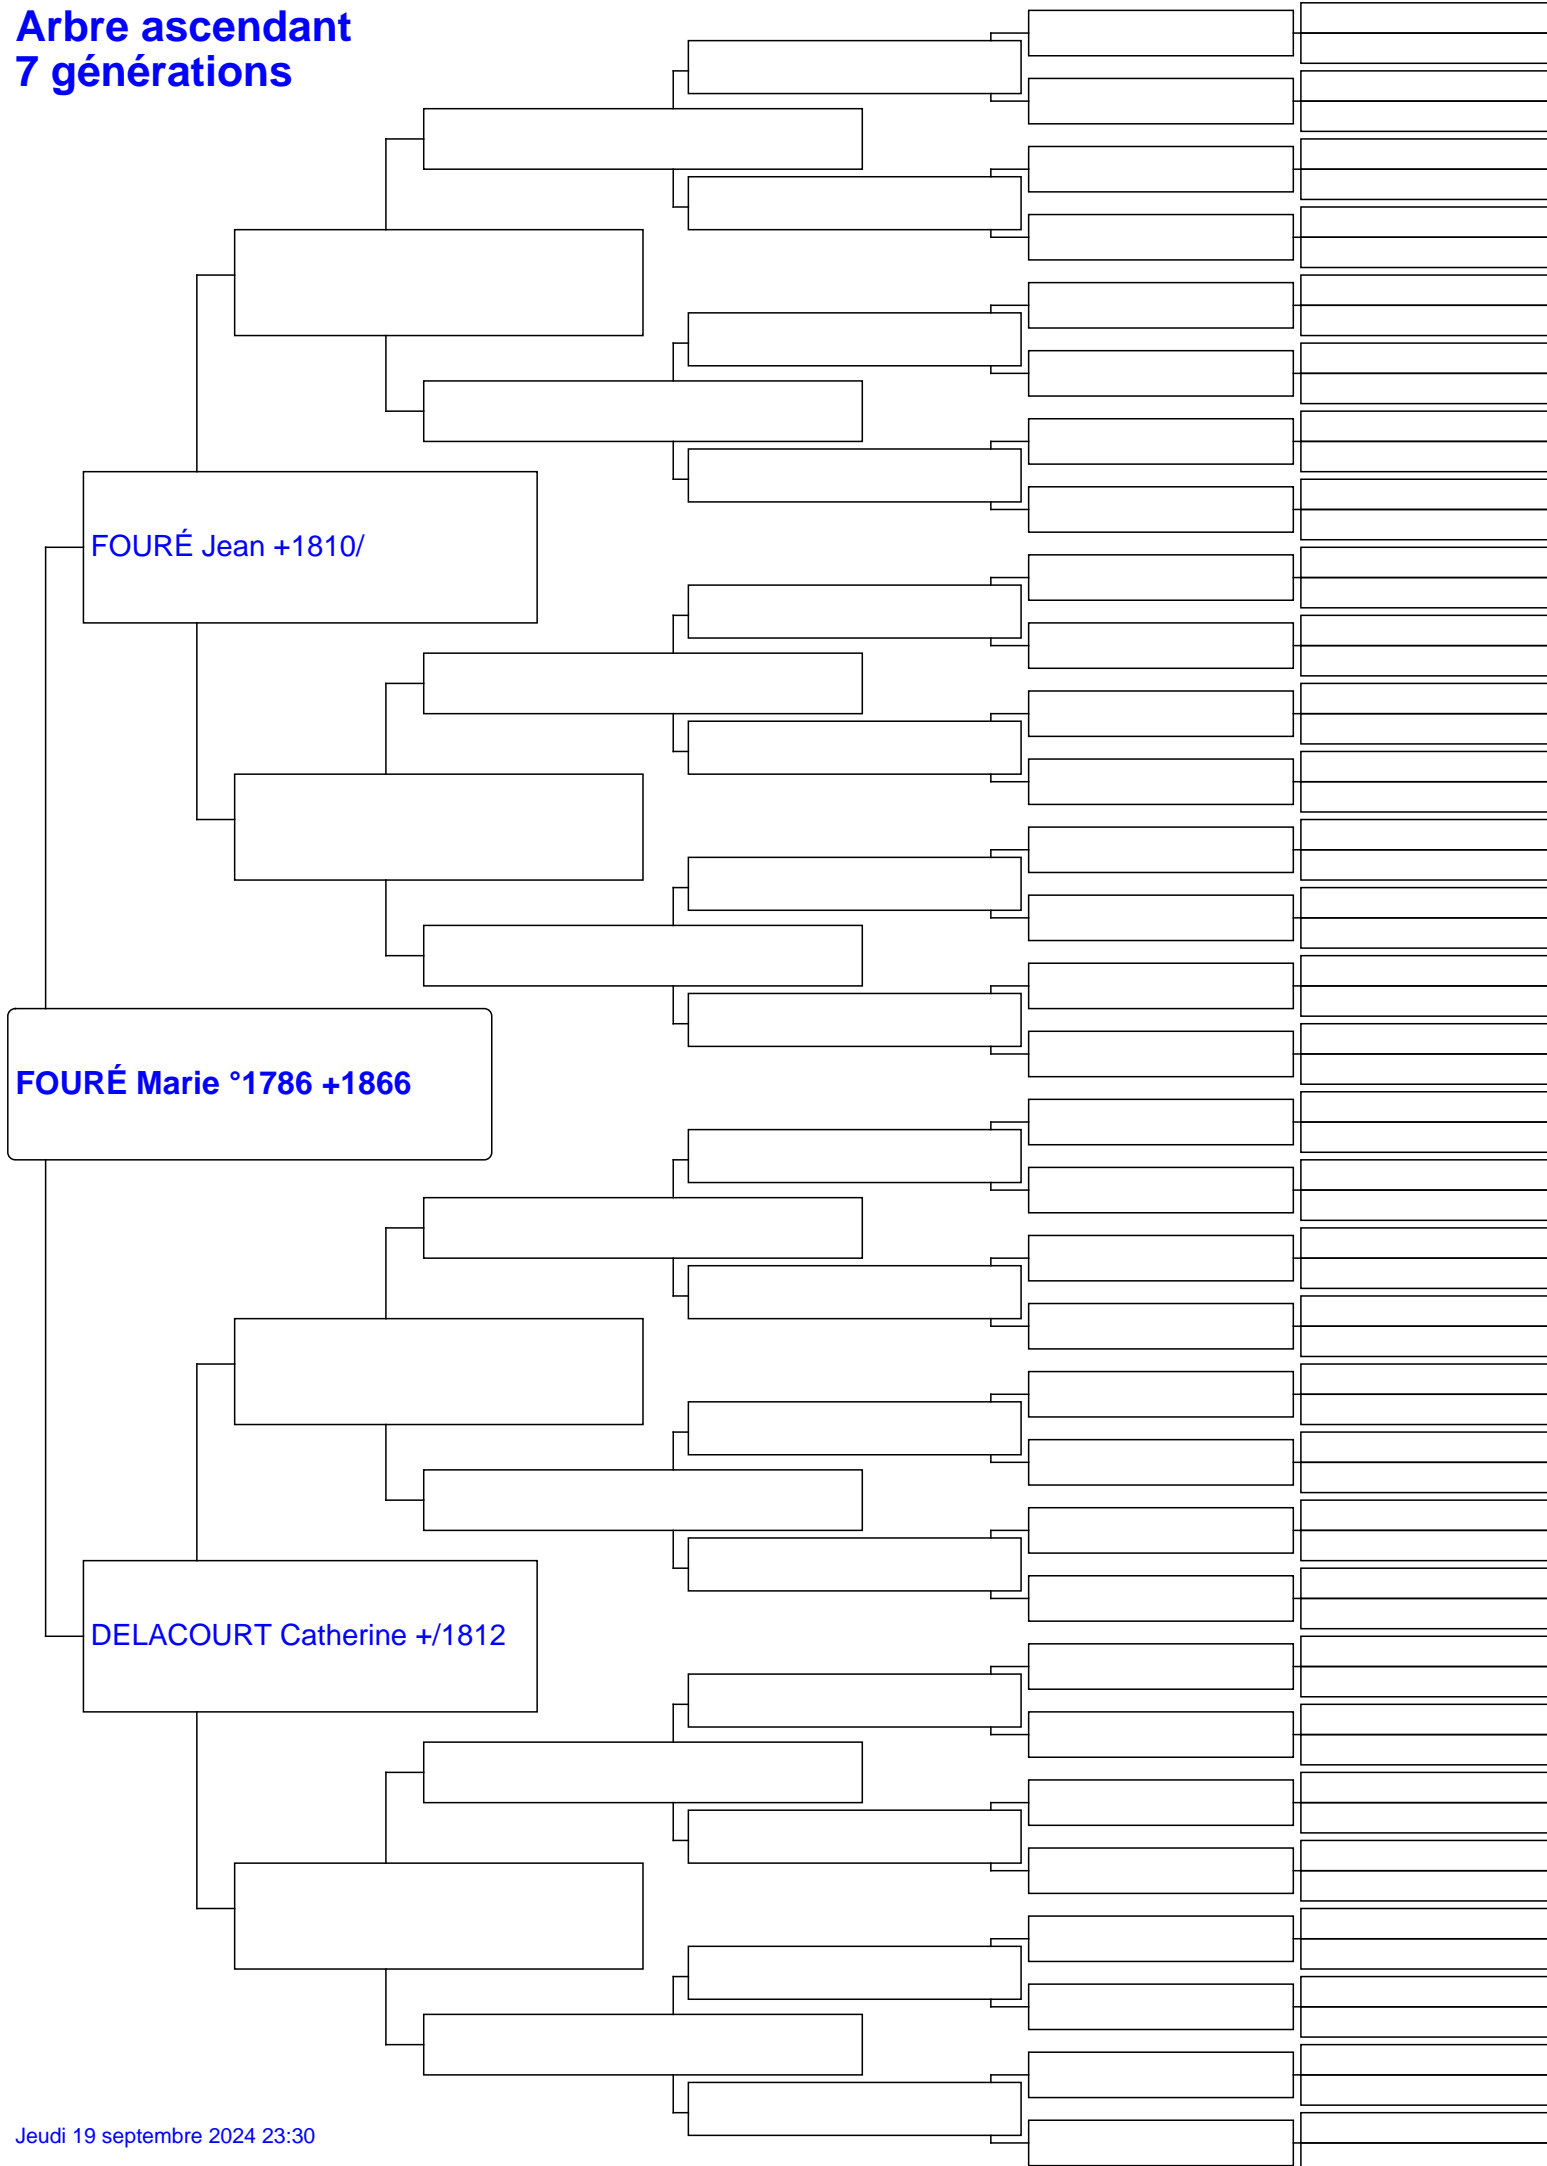 Arbre ascendant
7 générations
FOURÉ Jean +1810/
FOURÉ Marie °1786 +1866
DELACOURT Catherine +/1812
Jeudi 19 septembre 2024 23:30